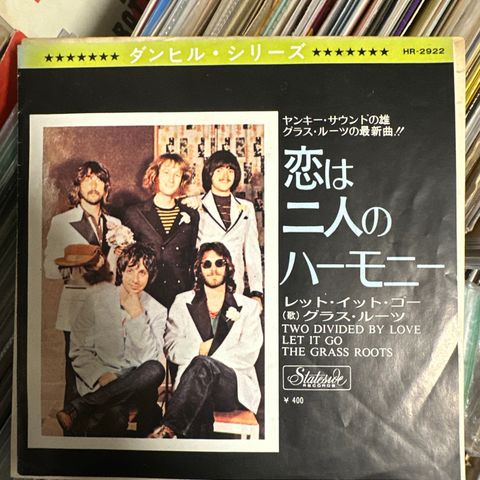 ★★★★★★★ ダンヒル・シリーズ ★★★★★★★ HR-2922
ヤンキー・サウンドの雄
グラス・ルーツの最新曲!!
恋は
二人の
ハーモニー
レット・イット・ゴー
(歌)グラス・ルーツ
TWO DIVIDED BY LOVE
LET IT GO
THE GRASS ROOTS
Stateside
RECORDS
¥ 400